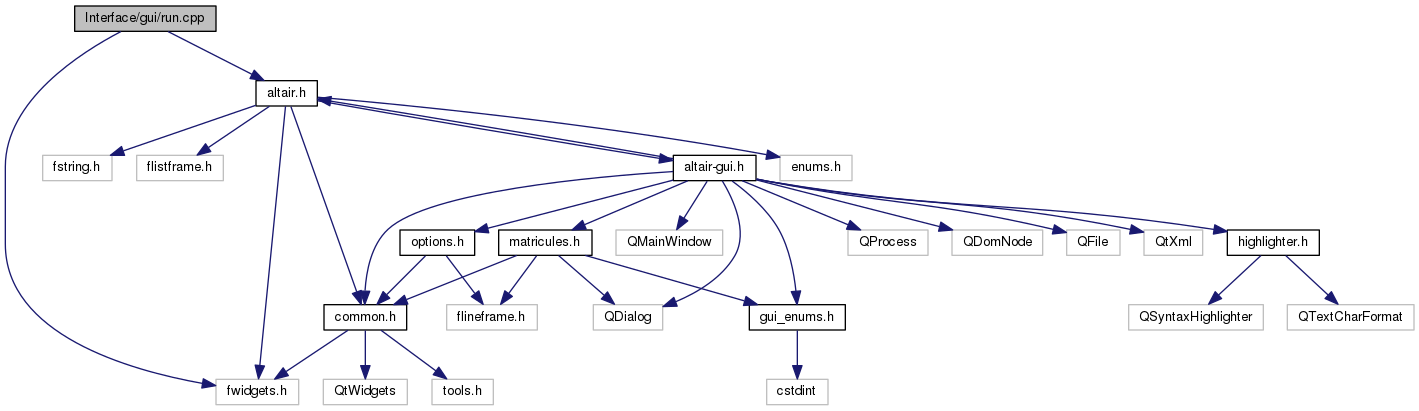 Interface/gui/run.cpp
altair.h
fstring.h
flistframe.h
altair-gui.h
enums.h
options.h
matricules.h
QMainWindow
QProcess
QDomNode
QFile
QtXml
highlighter.h
common.h
flineframe.h
QDialog
gui_enums.h
QSyntaxHighlighter
QTextCharFormat
fwidgets.h
QtWidgets
tools.h
cstdint